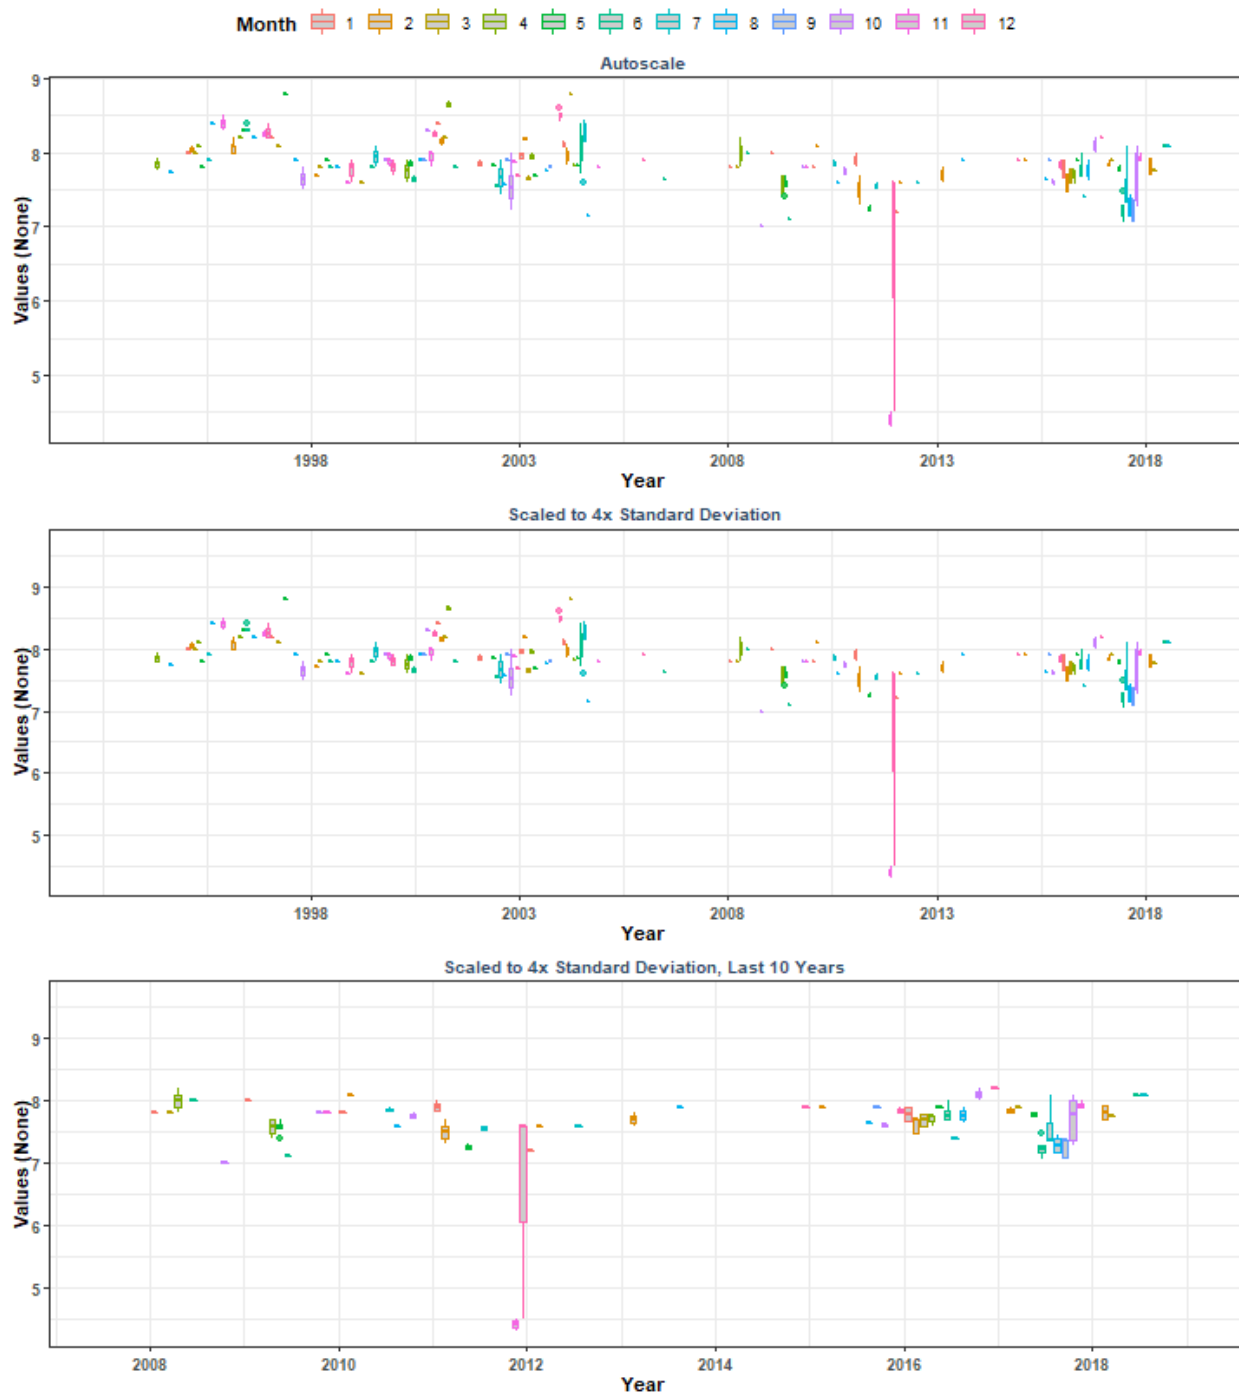 Month 1 2 3 4 5 6 7 8 9 10 11 12
Autoscale
Values (None)
9
8
7
6
5
1998 2003 2008 2013 2018
Year
Scaled to 4x Standard Deviation
Values (None)
9
8
7
6
5
1998 2003 2008 2013 2018
Year
Scaled to 4x Standard Deviation, Last 10 Years
Values (None)
9
8
7
6
5
2008 2010 2012 2014 2016 2018
Year